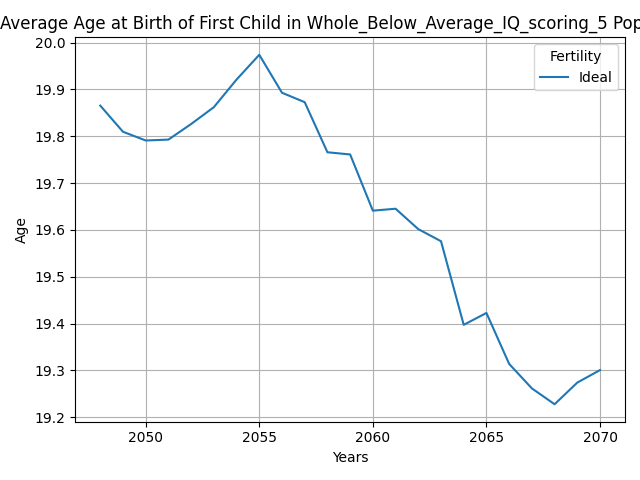 Average Age at Birth of First Child in Whole_Below_Average_IQ_scoring_5 Pop
20.0
19.9
19.8
19.7
19.6
19.5
19.4
19.3
19.2
Age
Fertility
Ideal
2050 2055 2060 2065 2070
Years